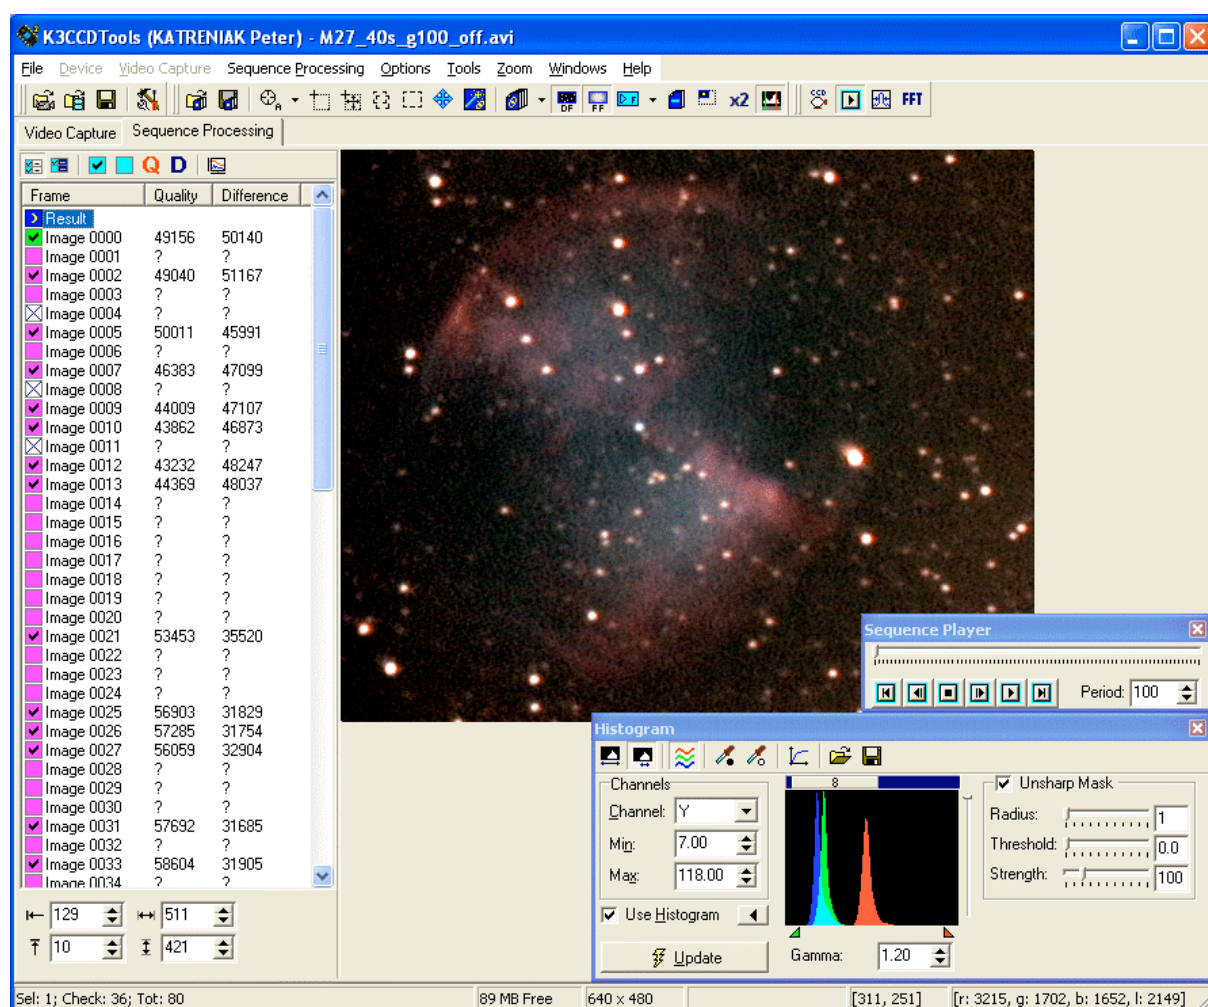 K3CCDTools (KATRENIAK Peter) - M27_40s_g100_off.avi
File Device Video Capture Sequence Processing Options Tools Zoom Windows Help
A DF FF D F x2 CCD FFT
Video Capture Sequence Processing
Q D
Frame Quality Difference
Result
Image 0000 49156 50140
Image 0001 ? ?
Image 0002 49040 51167
Image 0003 ? ?
Image 0004 ? ?
Image 0005 50011 45991
Image 0006 ? ?
Image 0007 46383 47099
Image 0008 ? ?
Image 0009 44009 47107
Image 0010 43862 46873
Image 0011 ? ?
Image 0012 43232 48247
Image 0013 44369 48037
Image 0014 ? ?
Image 0015 ? ?
Image 0016 ? ?
Image 0017 ? ?
Image 0018 ? ?
Image 0019 ? ?
Image 0020 ? ?
Image 0021 53453 35520
Image 0022 ? ?
Image 0023 ? ?
Image 0024 ? ?
Image 0025 56903 31829
Image 0026 57285 31754
Image 0027 56059 32904
Image 0028 ? ?
Image 0029 ? ?
Image 0030 ? ?
Image 0031 57692 31685
Image 0032 ? ?
Image 0033 58604 31905
Image 0034 ? ?
129 511
10 421
Sequence Player
Period: 100
Histogram
Channels
Channel: Y
Min: 7.00
Max: 118.00
Use Histogram
Update
8
Gamma: 1.20
Unsharp Mask
Radius: 1
Threshold: 0.0
Strength: 100
Sel: 1; Check: 36; Tot: 80 89 MB Free 640 x 480 [311, 251] [r: 3215, g: 1702, b: 1652, l: 2149]